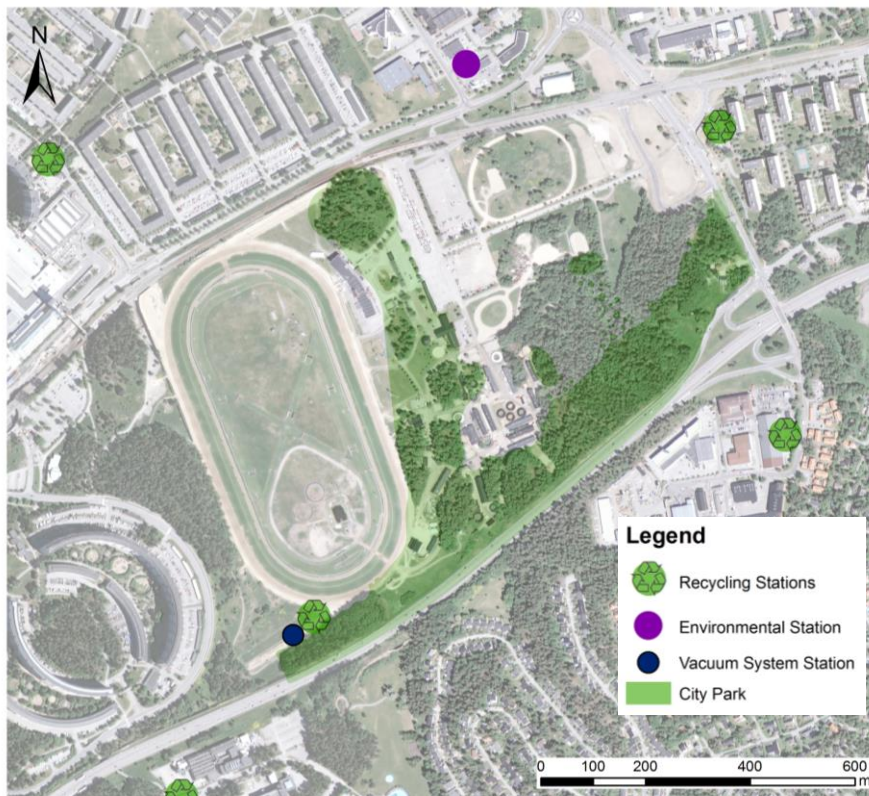 N
Legend
Recycling Stations
Environmental Station
Vacuum System Station
City Park
0 100 200 400 600
m